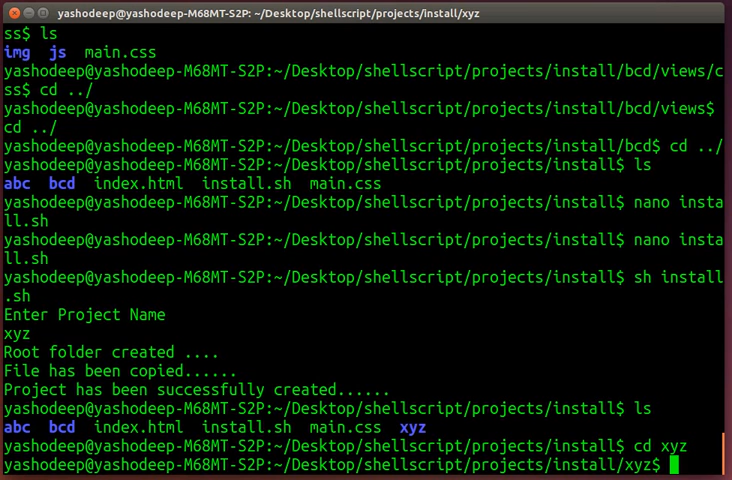 yashodeep@yashodeep-M68MT-S2P: ~/Desktop/shellscript/projects/install/xyz
ss$ ls
img js main.css
yashodeep@yashodeep-M68MT-S2P:~/Desktop/shellscript/projects/install/bcd/views/c
ss$ cd ../
yashodeep@yashodeep-M68MT-S2P:~/Desktop/shellscript/projects/install/bcd/views$
cd ../
yashodeep@yashodeep-M68MT-S2P:~/Desktop/shellscript/projects/install/bcd$ cd ../
yashodeep@yashodeep-M68MT-S2P:~/Desktop/shellscript/projects/install$ ls
abc bcd index.html install.sh main.css
yashodeep@yashodeep-M68MT-S2P:~/Desktop/shellscript/projects/install$ nano insta
ll.sh
yashodeep@yashodeep-M68MT-S2P:~/Desktop/shellscript/projects/install$ nano insta
ll.sh
yashodeep@yashodeep-M68MT-S2P:~/Desktop/shellscript/projects/install$ sh install
.sh
Enter Project Name
xyz
Root folder created ....
File has been copied......
Project has been successfully created......
yashodeep@yashodeep-M68MT-S2P:~/Desktop/shellscript/projects/install$ ls
abc bcd index.html install.sh main.css xyz
yashodeep@yashodeep-M68MT-S2P:~/Desktop/shellscript/projects/install$ cd xyz
yashodeep@yashodeep-M68MT-S2P:~/Desktop/shellscript/projects/install/xyz$